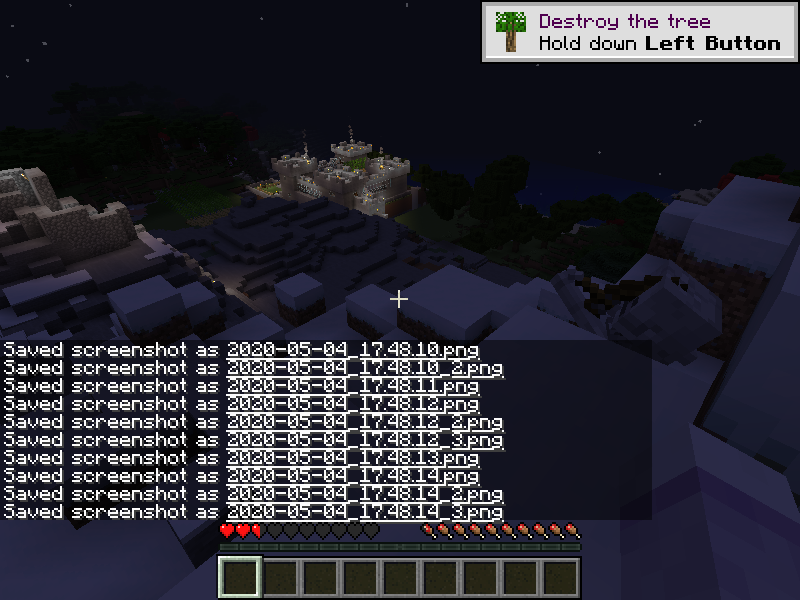 Destroy the tree
Hold down Left Button
Saved screenshot as 2020-05-04_17.48.10.png
Saved screenshot as 2020-05-04_17.48.10_2.png
Saved screenshot as 2020-05-04_17.48.11.png
Saved screenshot as 2020-05-04_17.48.12.png
Saved screenshot as 2020-05-04_17.48.12_2.png
Saved screenshot as 2020-05-04_17.48.12_3.png
Saved screenshot as 2020-05-04_17.48.13.png
Saved screenshot as 2020-05-04_17.48.14.png
Saved screenshot as 2020-05-04_17.48.14_2.png
Saved screenshot as 2020-05-04_17.48.14_3.png